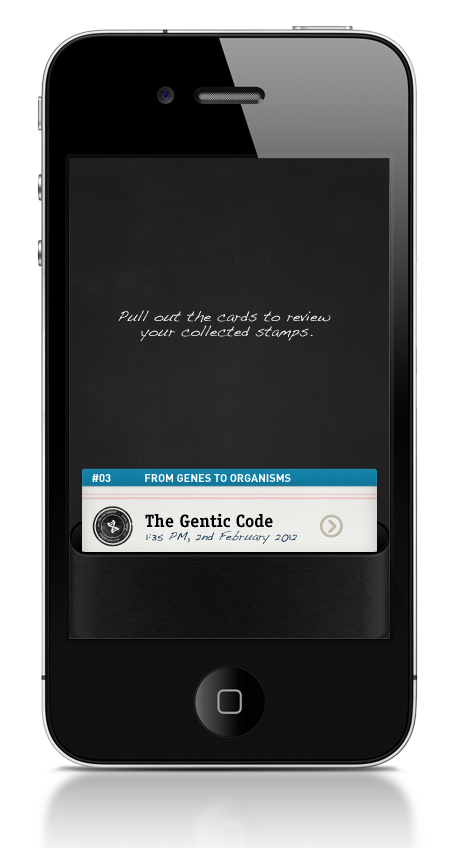 Pull out the cards to review
your collected stamps.
#03 FROM GENES TO ORGANISMS
The Gentic Code
1:35 PM, 2nd February 2012